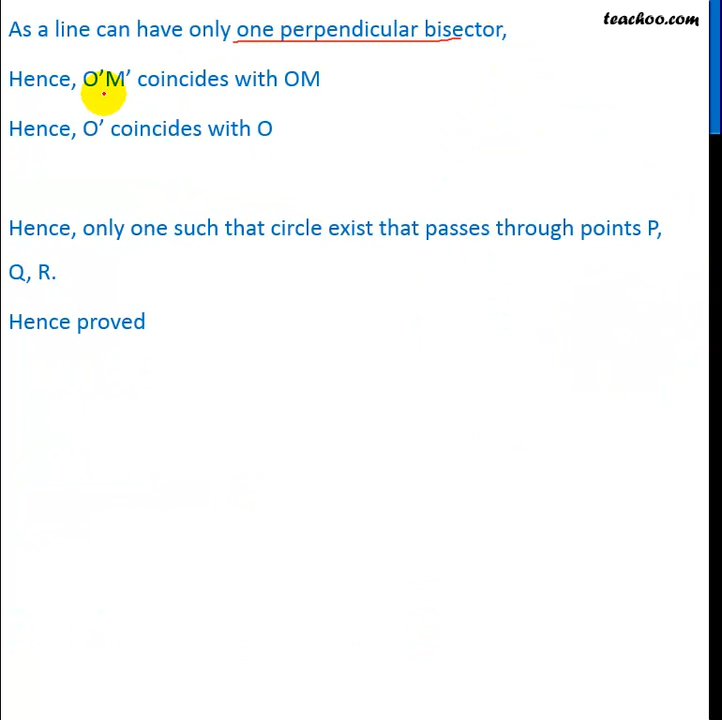 teachoo.com
As a line can have only one perpendicular bisector,
Hence, O’M’ coincides with OM
Hence, O’ coincides with O
Hence, only one such that circle exist that passes through points P,
Q, R.
Hence proved